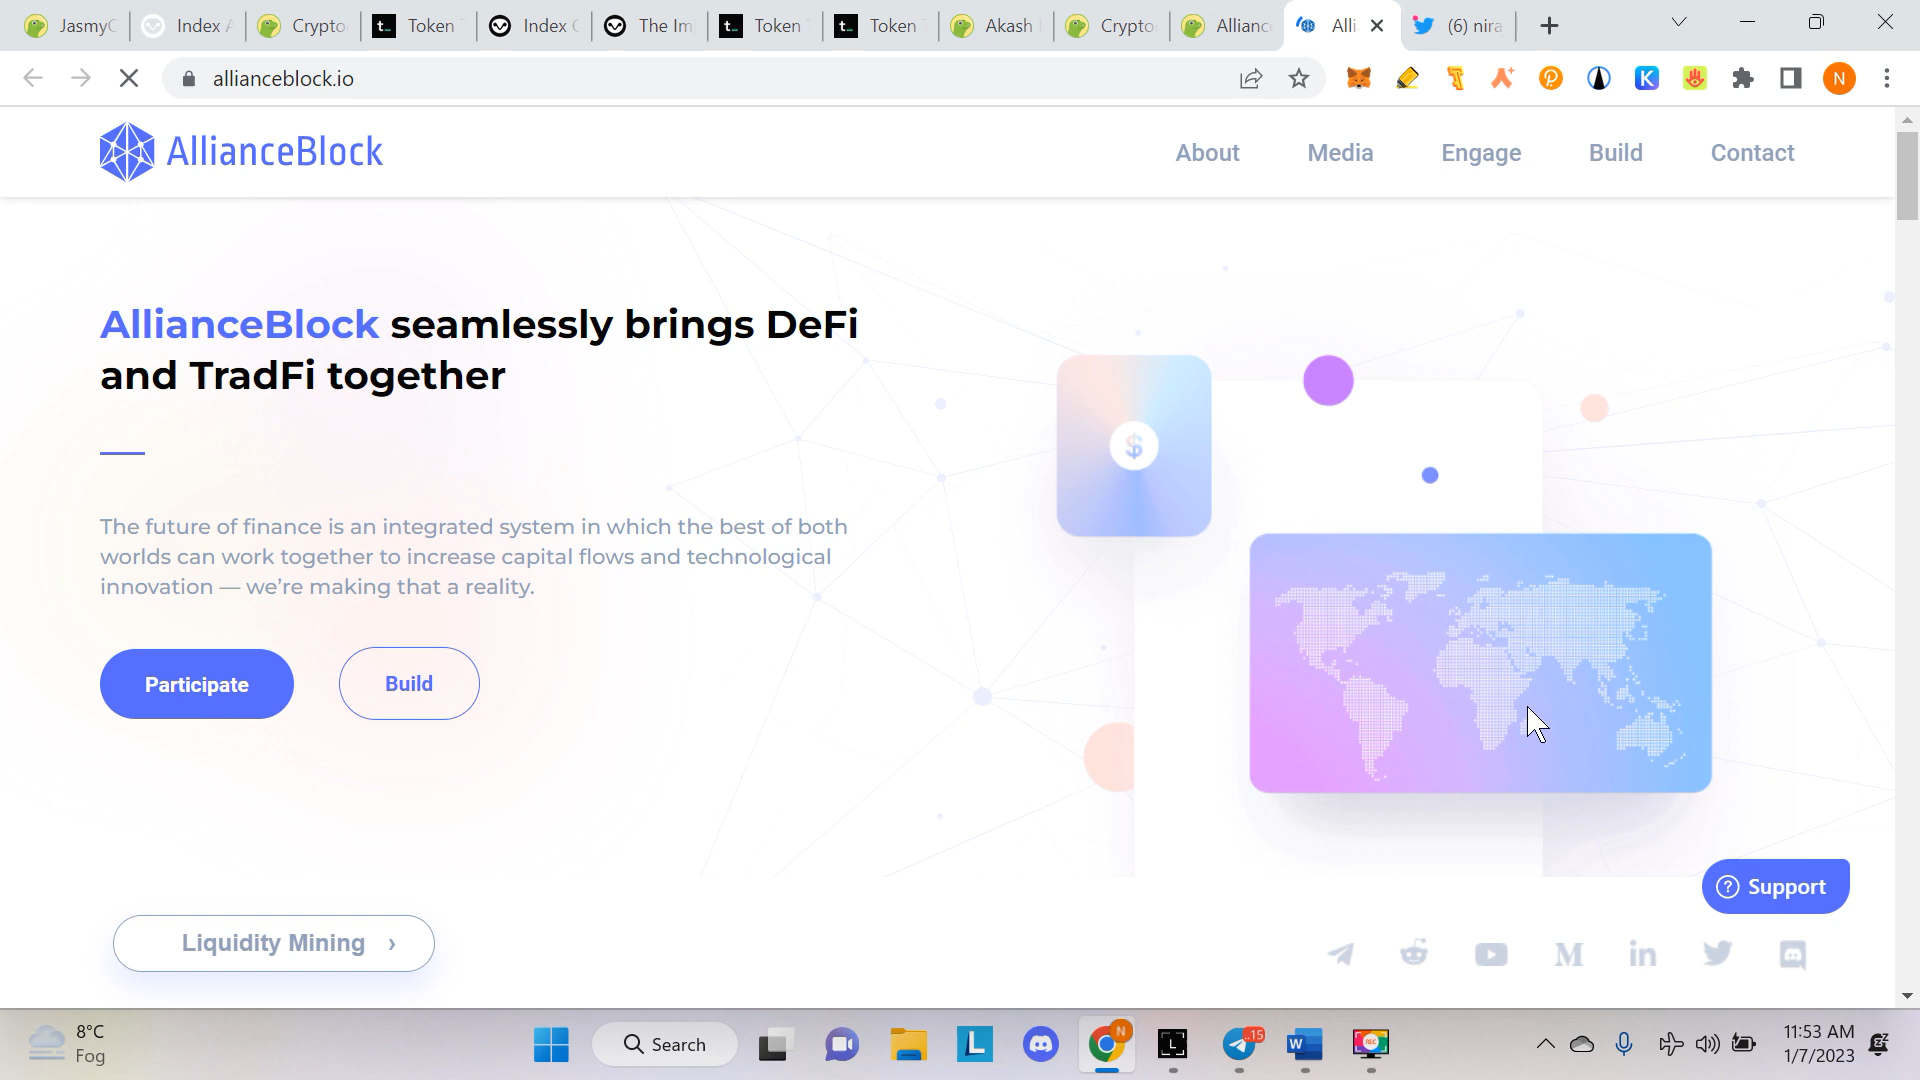 JasmyC
Index A
Crypto
Token T
Index C
The Im
Token T
Token T
Akash
Crypto
Alliance
Alli
(6) nira
allianceblock.io
N
AllianceBlock
About
Media
Engage
Build
Contact
AllianceBlock seamlessly brings DeFi
and TradFi together
$
The future of finance is an integrated system in which the best of both
worlds can work together to increase capital flows and technological
innovation — we're making that a reality.
Participate
Build
Support
Liquidity Mining ›
8°C
Fog
Search
N
15
REC
11:53 AM
1/7/2023